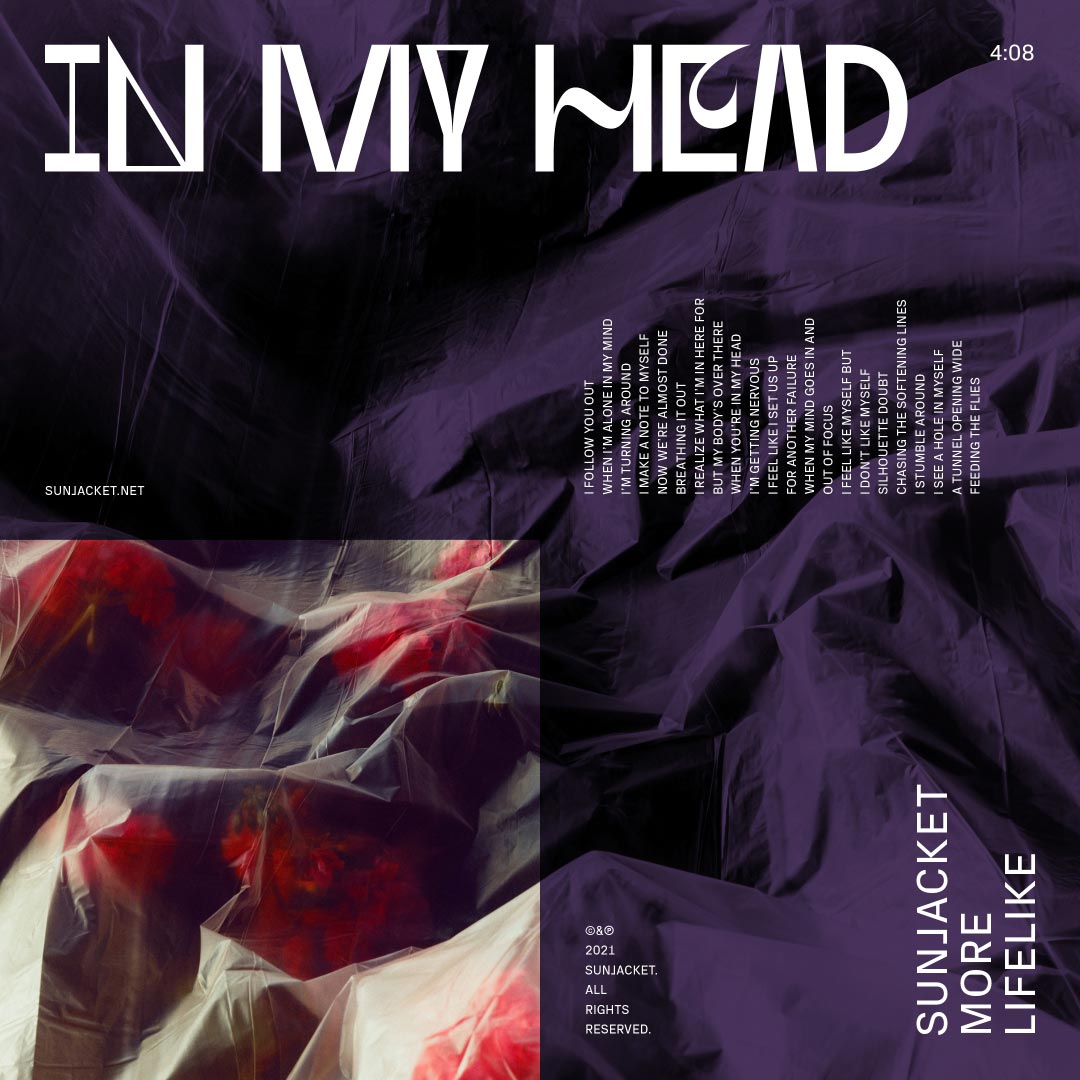 IN MY HEAD
4:08
I FOLLOW YOU OUT
WHEN I'M ALONE IN MY MIND
I'M TURNING AROUND
I MAKE A NOTE TO MYSELF
NOW WE'RE ALMOST DONE
BREATHING IT OUT
I REALIZE WHAT I'M IN HERE FOR
BUT MY BODY'S OVER THERE
WHEN YOU'RE IN MY HEAD
I'M GETTING NERVOUS
I FEEL LIKE I SET US UP
FOR ANOTHER FAILURE
WHEN MY MIND GOES IN AND
OUT OF FOCUS
I FEEL LIKE MYSELF BUT
I DON'T LIKE MYSELF
SILHOUETTE DOUBT
CHASING THE SOFTENING LINES
I STUMBLE AROUND
I SEE A HOLE IN MYSELF
A TUNNEL OPENING WIDE
FEEDING THE FLIES
SUNJACKET.NET
©&℗
2021
SUNJACKET.
ALL
RIGHTS
RESERVED.
SUNJACKET
MORE
LIFELIKE